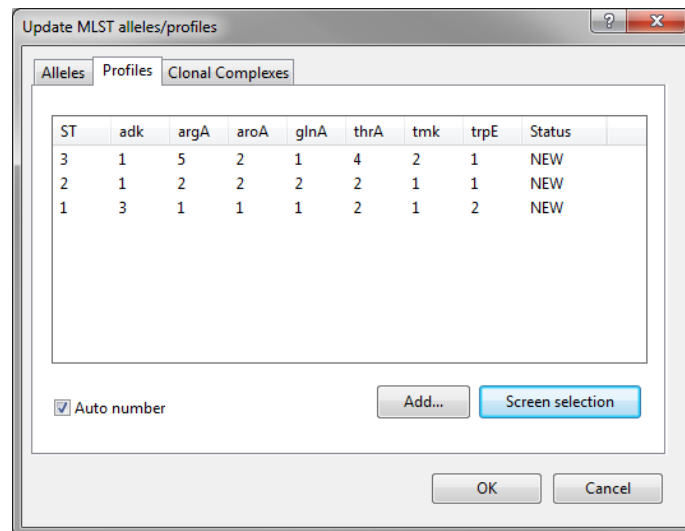 Update MLST alleles/profiles ?
Alleles Profiles Clonal Complexes
ST adk argA aroA glnA thrA tmk trpE Status
3 1 5 2 1 4 2 1 NEW
2 1 2 2 2 2 1 1 NEW
1 3 1 1 1 2 1 2 NEW
Auto number Add... Screen selection
OK Cancel